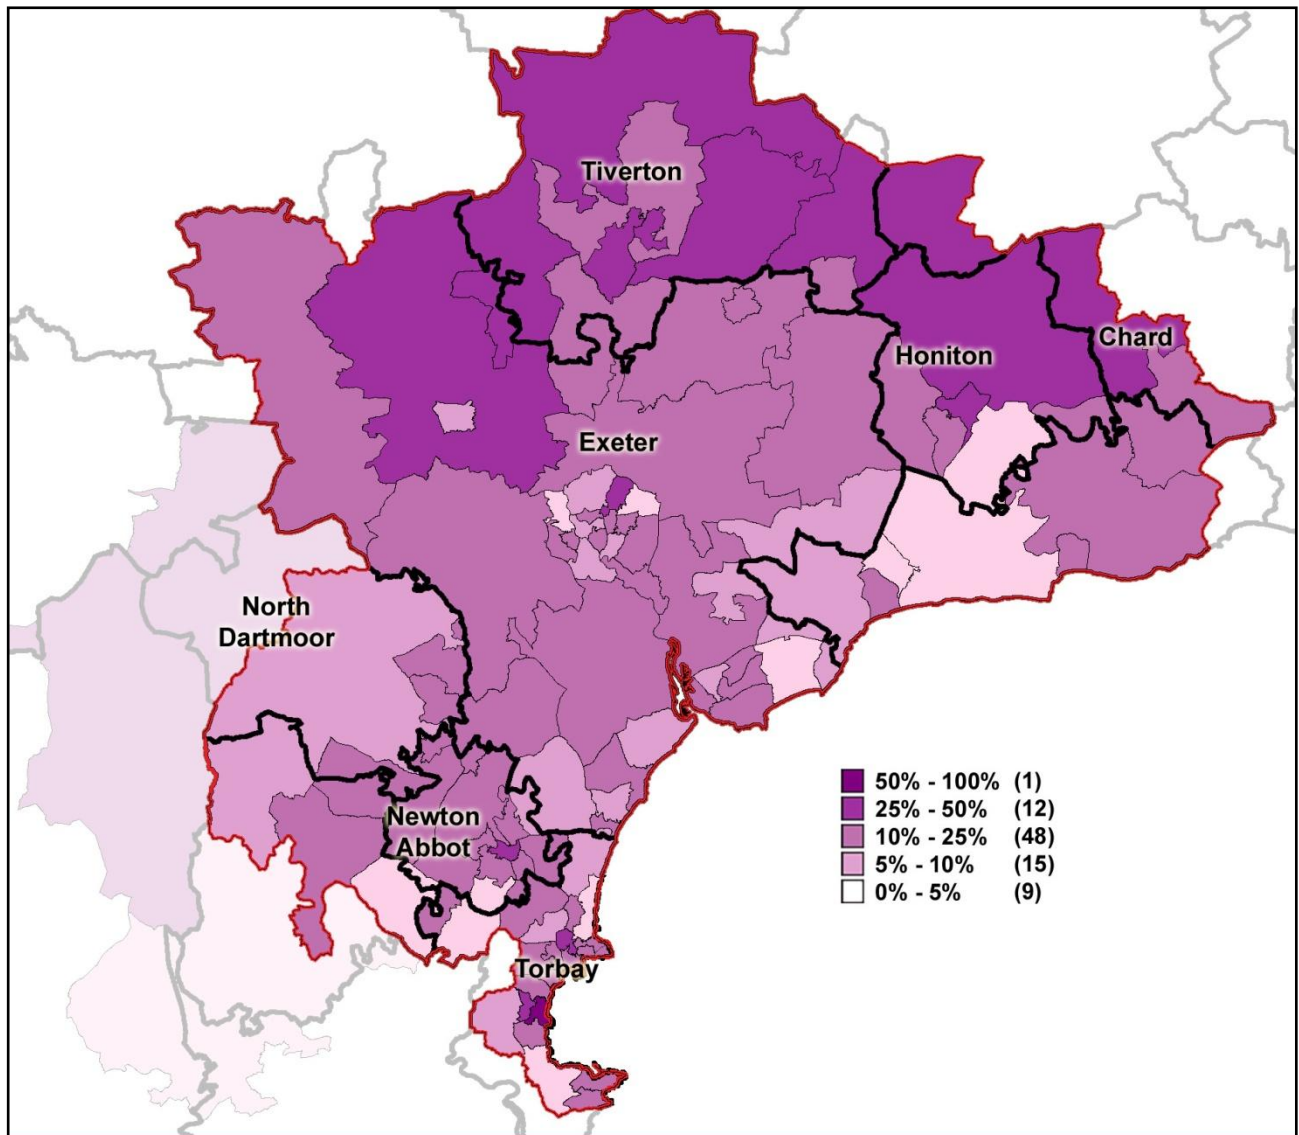 Tiverton
Chard
Honiton
Exeter
North
Dartmoor
50% - 100% (1)
25% - 50% (12)
10% - 25% (48)
5% - 10% (15)
0% - 5% (9)
Newton
Abbot
Torbay